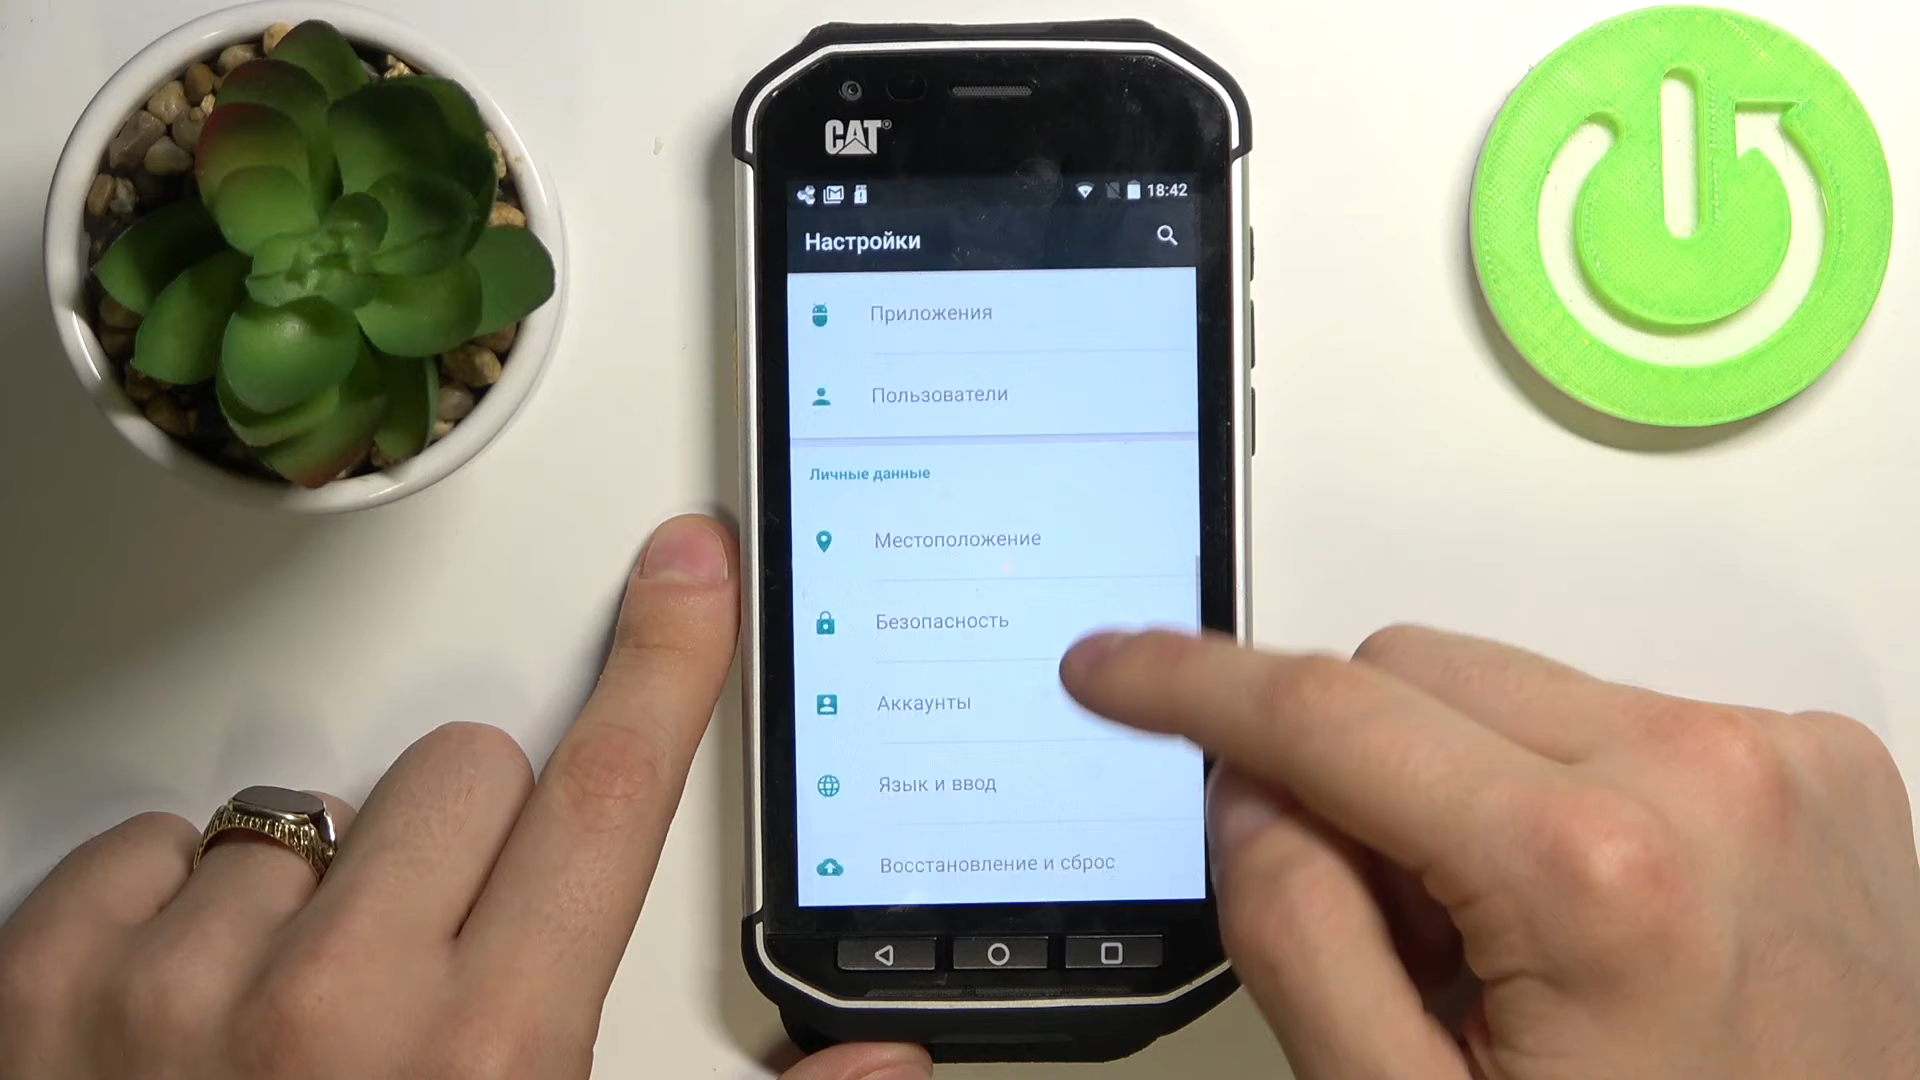 CAT®
18:42
Настройки
Приложения
Пользователи
Личные данные
Местоположение
Безопасность
Аккаунты
Язык и ввод
Восстановление и сброс